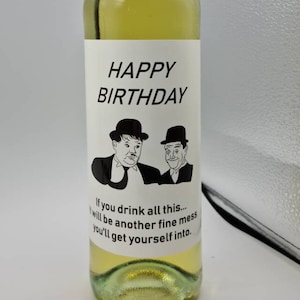 HAPPY
BIRTHDAY
If you drink all this...
will be another fine mess
you'll get yourself into.